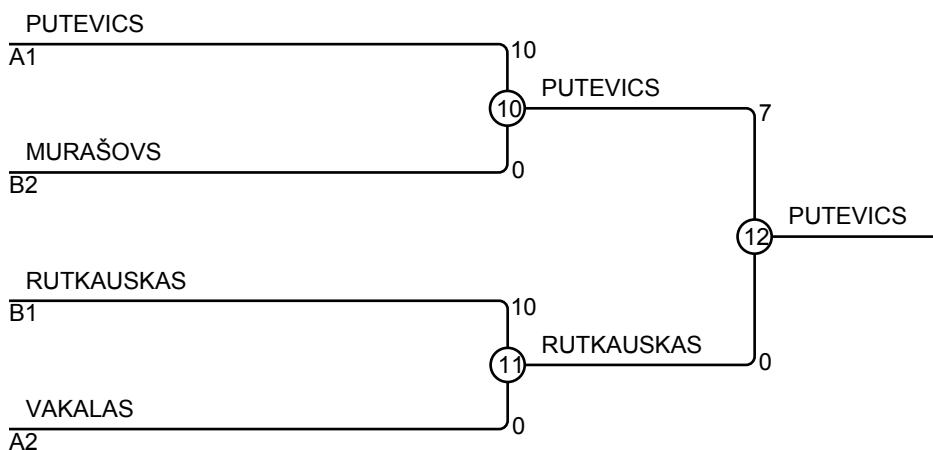 PUTEVICS
A1
10
10
PUTEVICS
7
MURAŠOVS
B2
0
12
PUTEVICS
RUTKAUSKAS
B1
10
11
RUTKAUSKAS
0
VAKALAS
A2
0